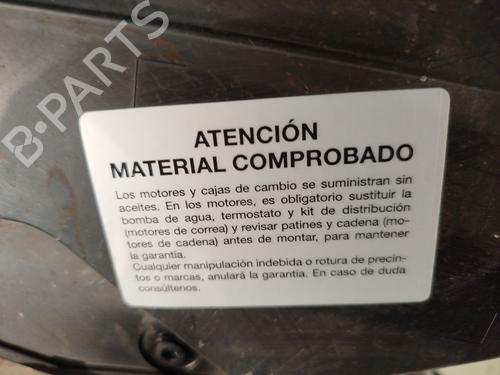 B-PARTS
ATENCIÓN
MATERIAL COMPROBADO
Los motores y cajas de cambio se suministran sin
aceites. En los motores, es obligatorio sustituir la
bomba de agua, termostato y kit de distribución
(motores de correa) y revisar patines y cadena (mo-
tores de cadena) antes de montar, para mantener
la garantía.
Cualquier manipulación indebida o rotura de precin-
tos o marcas, anulará la garantía. En caso de duda
consúltenos.